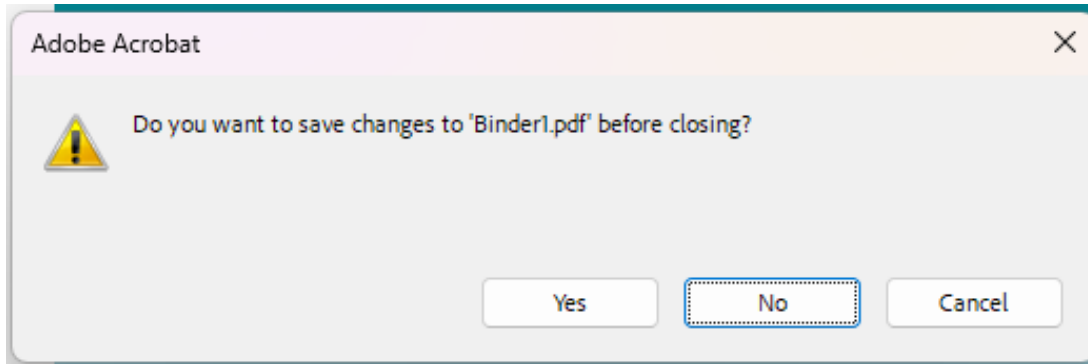 Adobe Acrobat
Do you want to save changes to 'Binder1.pdf' before closing?
Yes
No
Cancel